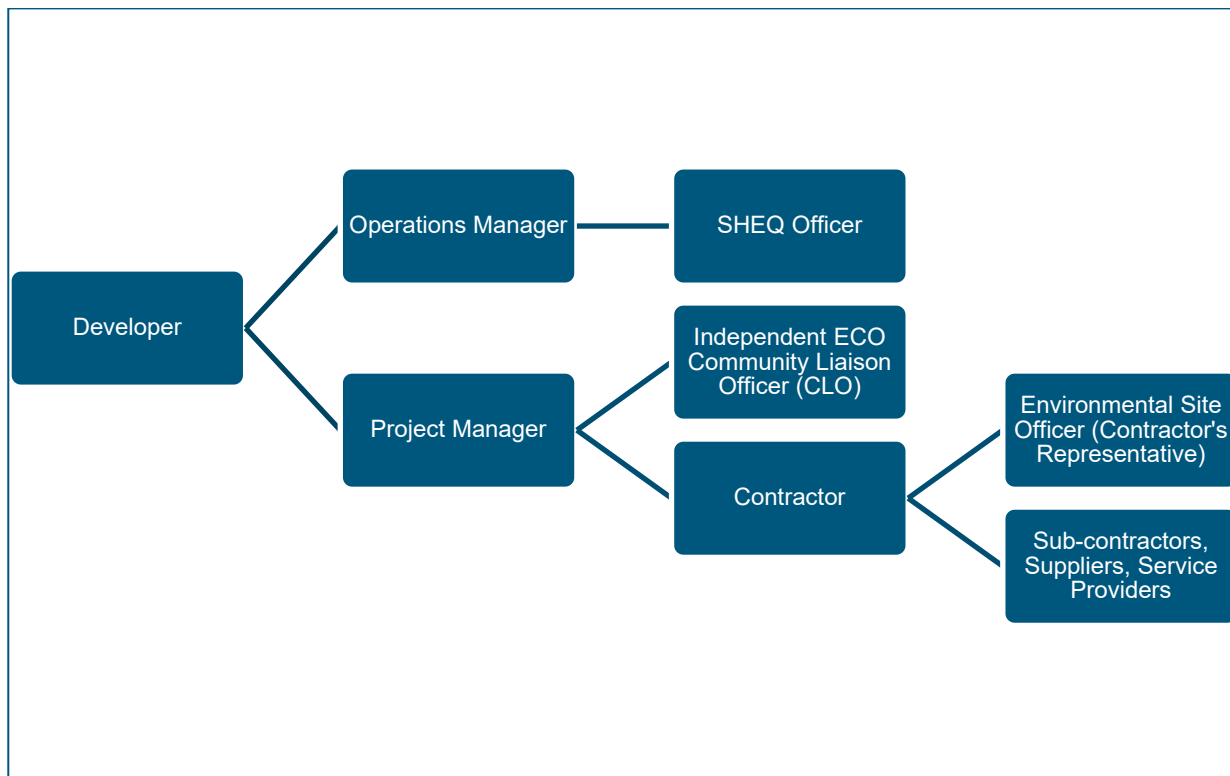 Developer
Operations Manager
SHEQ Officer
Project Manager
Independent ECO
Community Liaison
Officer (CLO)
Contractor
Environmental Site
Officer (Contractor's
Representative)
Sub-contractors,
Suppliers, Service
Providers